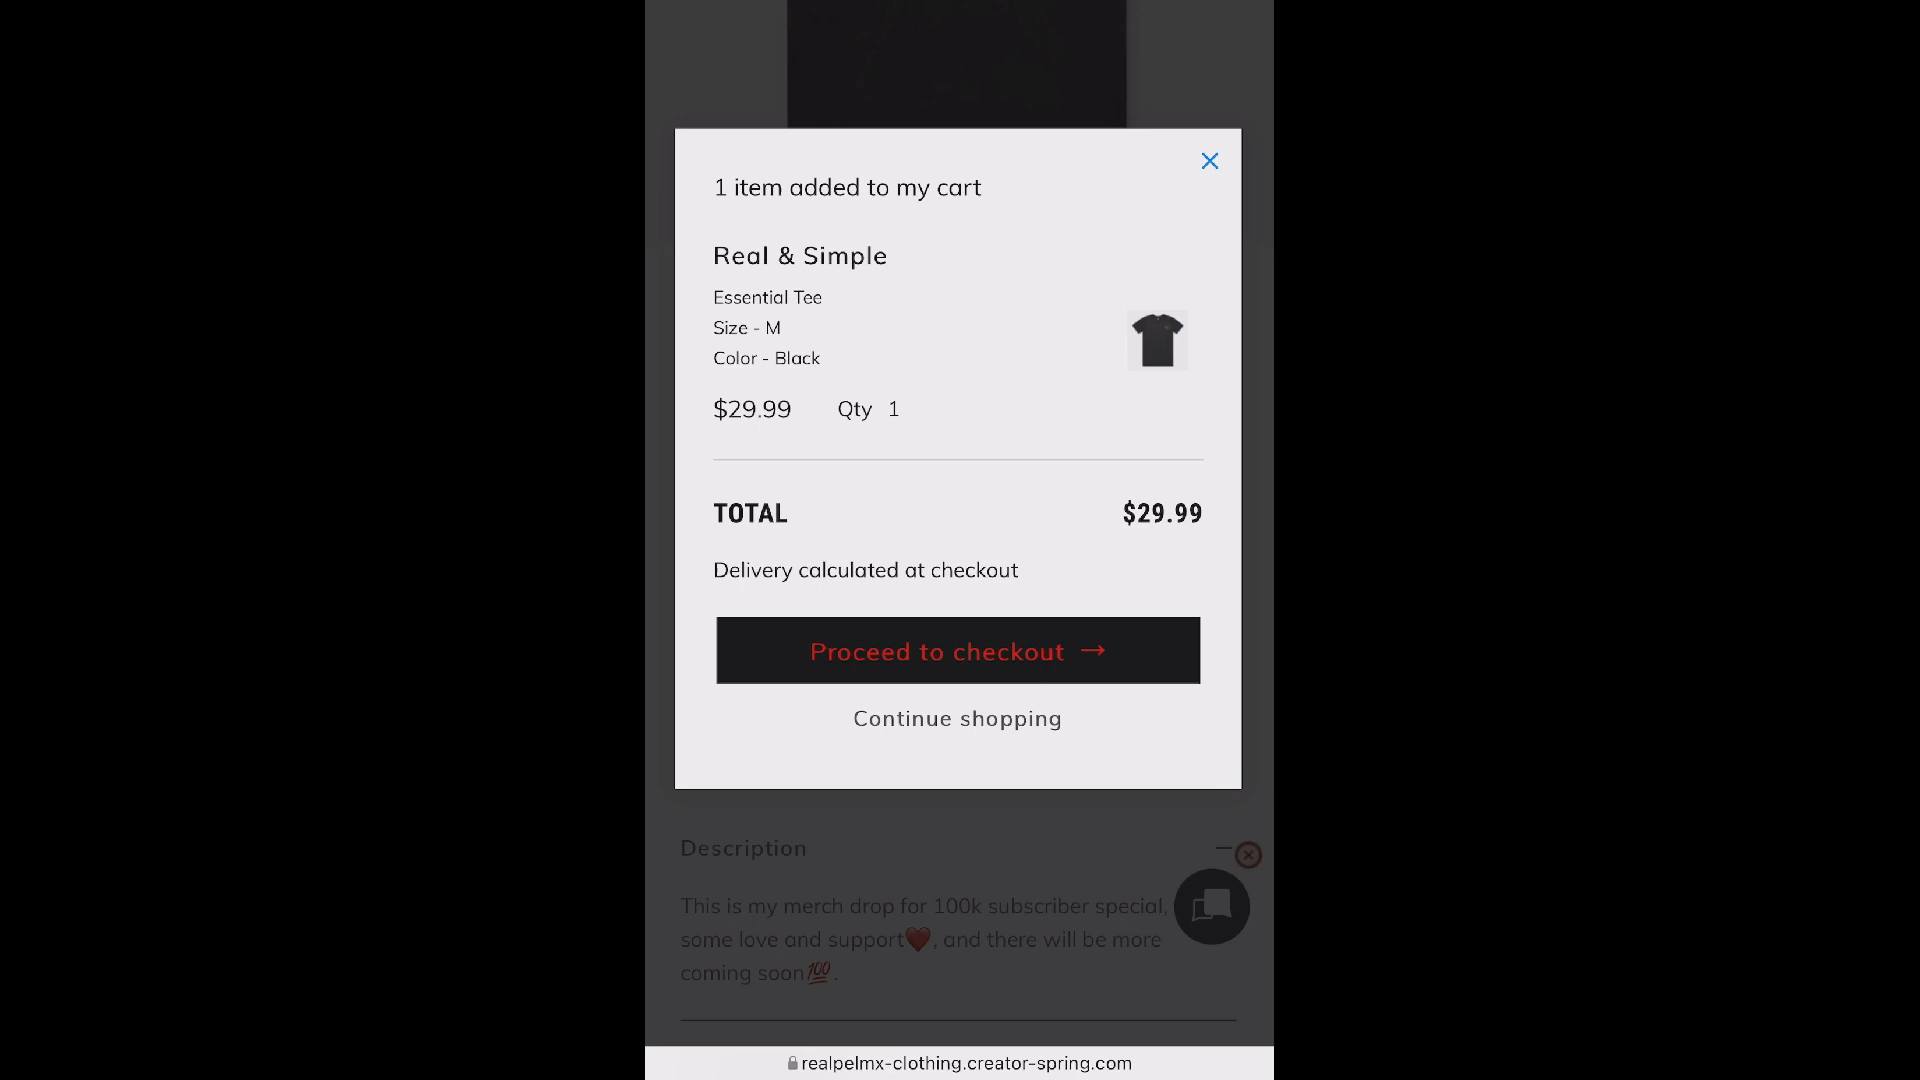 1 item added to my cart
Real & Simple
Essential Tee
Size - M
Color - Black
$29.99 Qty 1
TOTAL $29.99
Delivery calculated at checkout
Proceed to checkout →
Continue shopping
Description
This is my merch drop for 100k subscriber special,
some love and support❤️, and there will be more
coming soon💯.
realpelmx-clothing.creator-spring.com